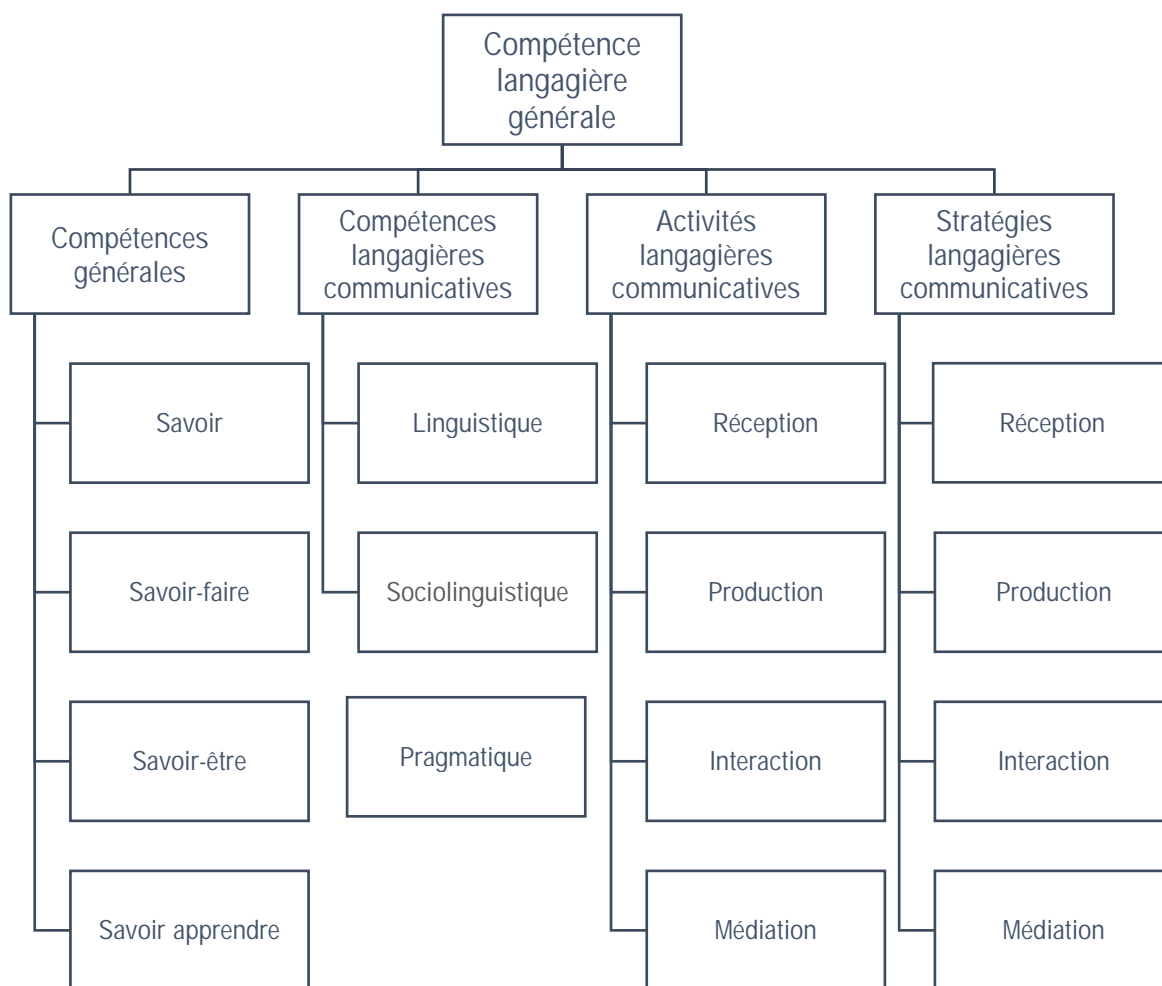 Compétence
langagière
générale
Compétences
générales
Compétences
langagières
communicatives
Activités
langagières
communicatives
Stratégies
langagières
communicatives
Savoir
Linguistique
Réception
Réception
Savoir-faire
Sociolinguistique
Production
Production
Savoir-être
Pragmatique
Interaction
Interaction
Savoir apprendre
Médiation
Médiation